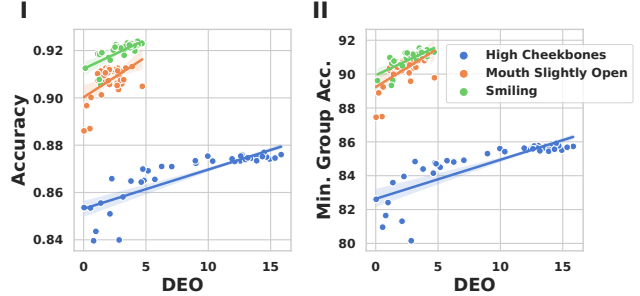 I
0.92
0.90
0.88
0.86
0.84
Accuracy
0 5 10 15
DEO
II
92
90
88
86
84
82
80
Min. Group Acc.
0 5 10 15
DEO
High Cheekbones
Mouth Slightly Open
Smiling